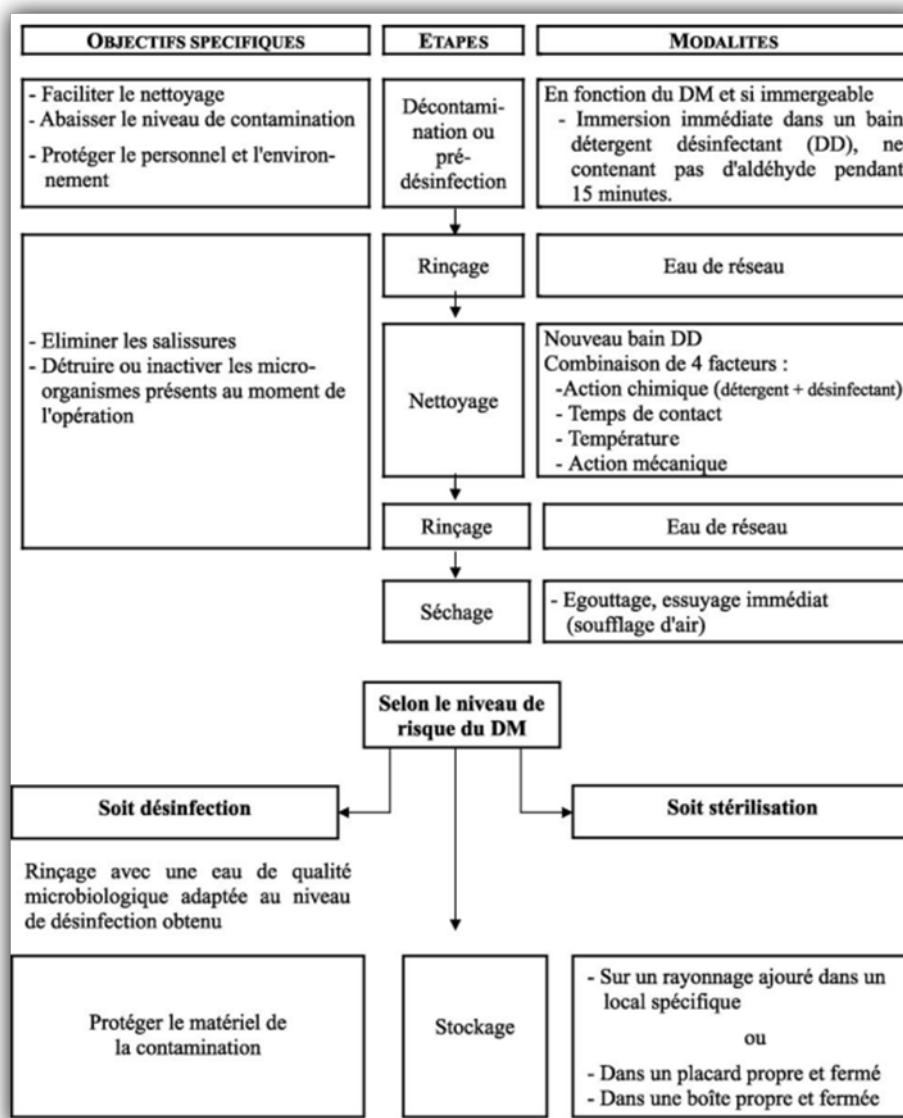 OBJECTIFS SPECIFIQUES
ETAPES
MODALITES
- Faciliter le nettoyage
- Abaisser le niveau de contamination
- Protéger le personnel et l'environ-
nement
Décontami-
nation ou
pré-
désinfection
En fonction du DM et si immergeable
- Immersion immédiate dans un bain
détergent désinfectant (DD), ne
contenant pas d'aldéhyde pendant
15 minutes.
Rinçage
Eau de réseau
- Eliminer les salissures
- Détruire ou inactiver les micro-
organismes présents au moment de
l'opération
Nettoyage
Nouveau bain DD
Combinaison de 4 facteurs :
-Action chimique (détergent + désinfectant)
- Temps de contact
- Température
- Action mécanique
Rinçage
Eau de réseau
Séchage
- Egouttage, essuyage immédiat
(soufflage d'air)
Selon le niveau de
risque du DM
Soit désinfection
Soit stérilisation
Rinçage avec une eau de qualité
microbiologique adaptée au niveau
de désinfection obtenu
Protéger le matériel de
la contamination
Stockage
- Sur un rayonnage ajouré dans un
local spécifique
ou
- Dans un placard propre et fermé
- Dans une boîte propre et fermée